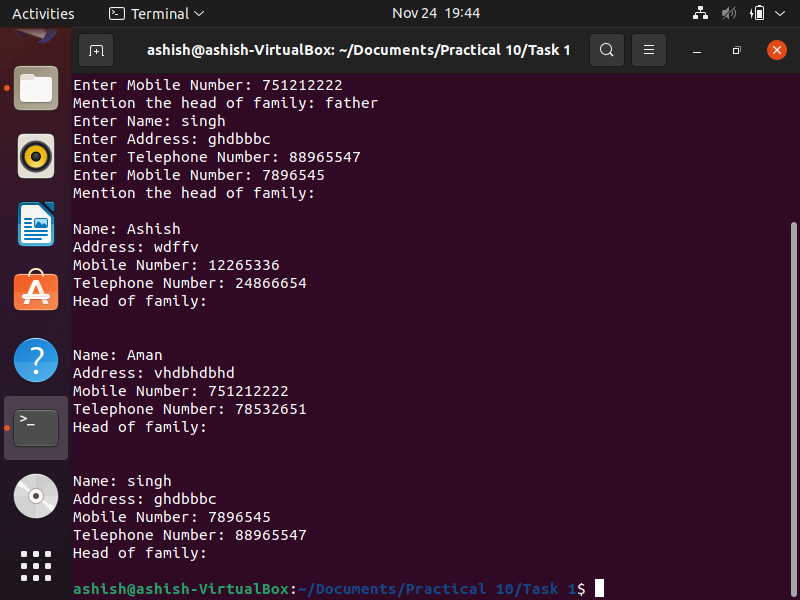 Activities
Terminal
Nov 24 19:44
ashish@ashish-VirtualBox: ~/Documents/Practical 10/Task 1
Enter Mobile Number: 751212222
Mention the head of family: father
Enter Name: singh
Enter Address: ghdbbbc
Enter Telephone Number: 88965547
Enter Mobile Number: 7896545
Mention the head of family:
Name: Ashish
Address: wdffv
Mobile Number: 12265336
Telephone Number: 24866654
Head of family:
Name: Aman
Address: vhdbhdbhd
Mobile Number: 751212222
Telephone Number: 78532651
Head of family:
Name: singh
Address: ghdbbbc
Mobile Number: 7896545
Telephone Number: 88965547
Head of family:
ashish@ashish-VirtualBox:~/Documents/Practical 10/Task 1$